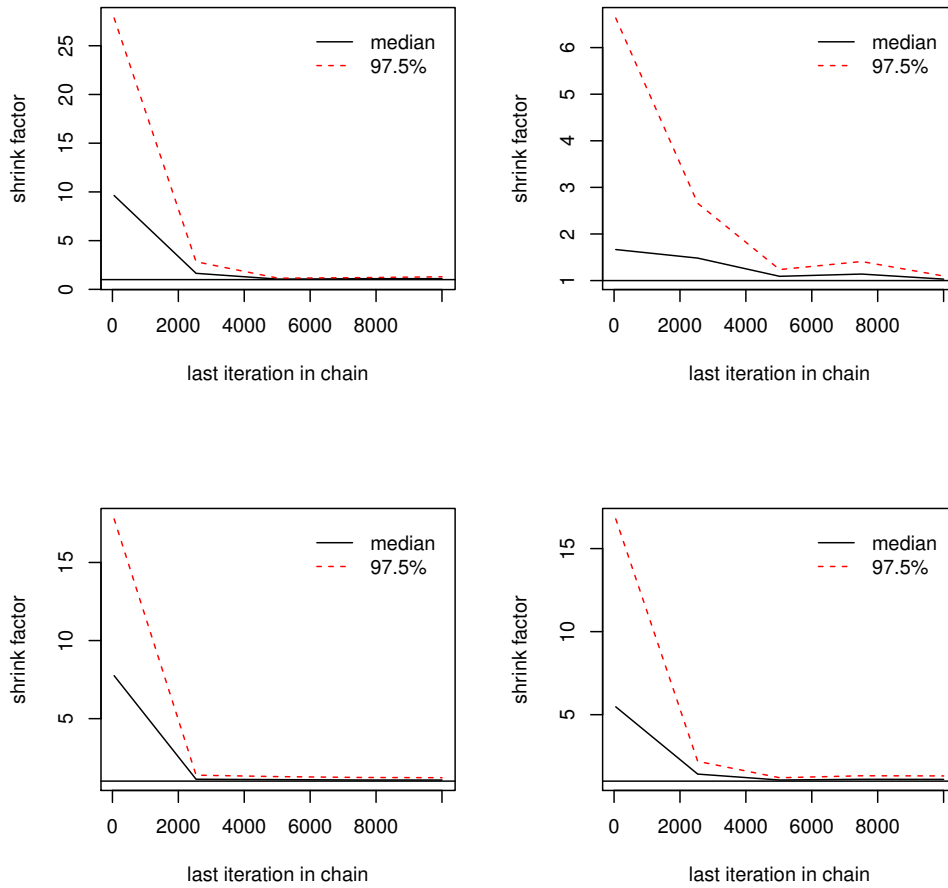 shrink factor
0 5 10 15 20 25
median
97.5%
0 2000 4000 6000 8000
last iteration in chain
shrink factor
1 2 3 4 5 6
median
97.5%
0 2000 4000 6000 8000
last iteration in chain
shrink factor
5 10 15
median
97.5%
0 2000 4000 6000 8000
last iteration in chain
shrink factor
5 10 15
median
97.5%
0 2000 4000 6000 8000
last iteration in chain